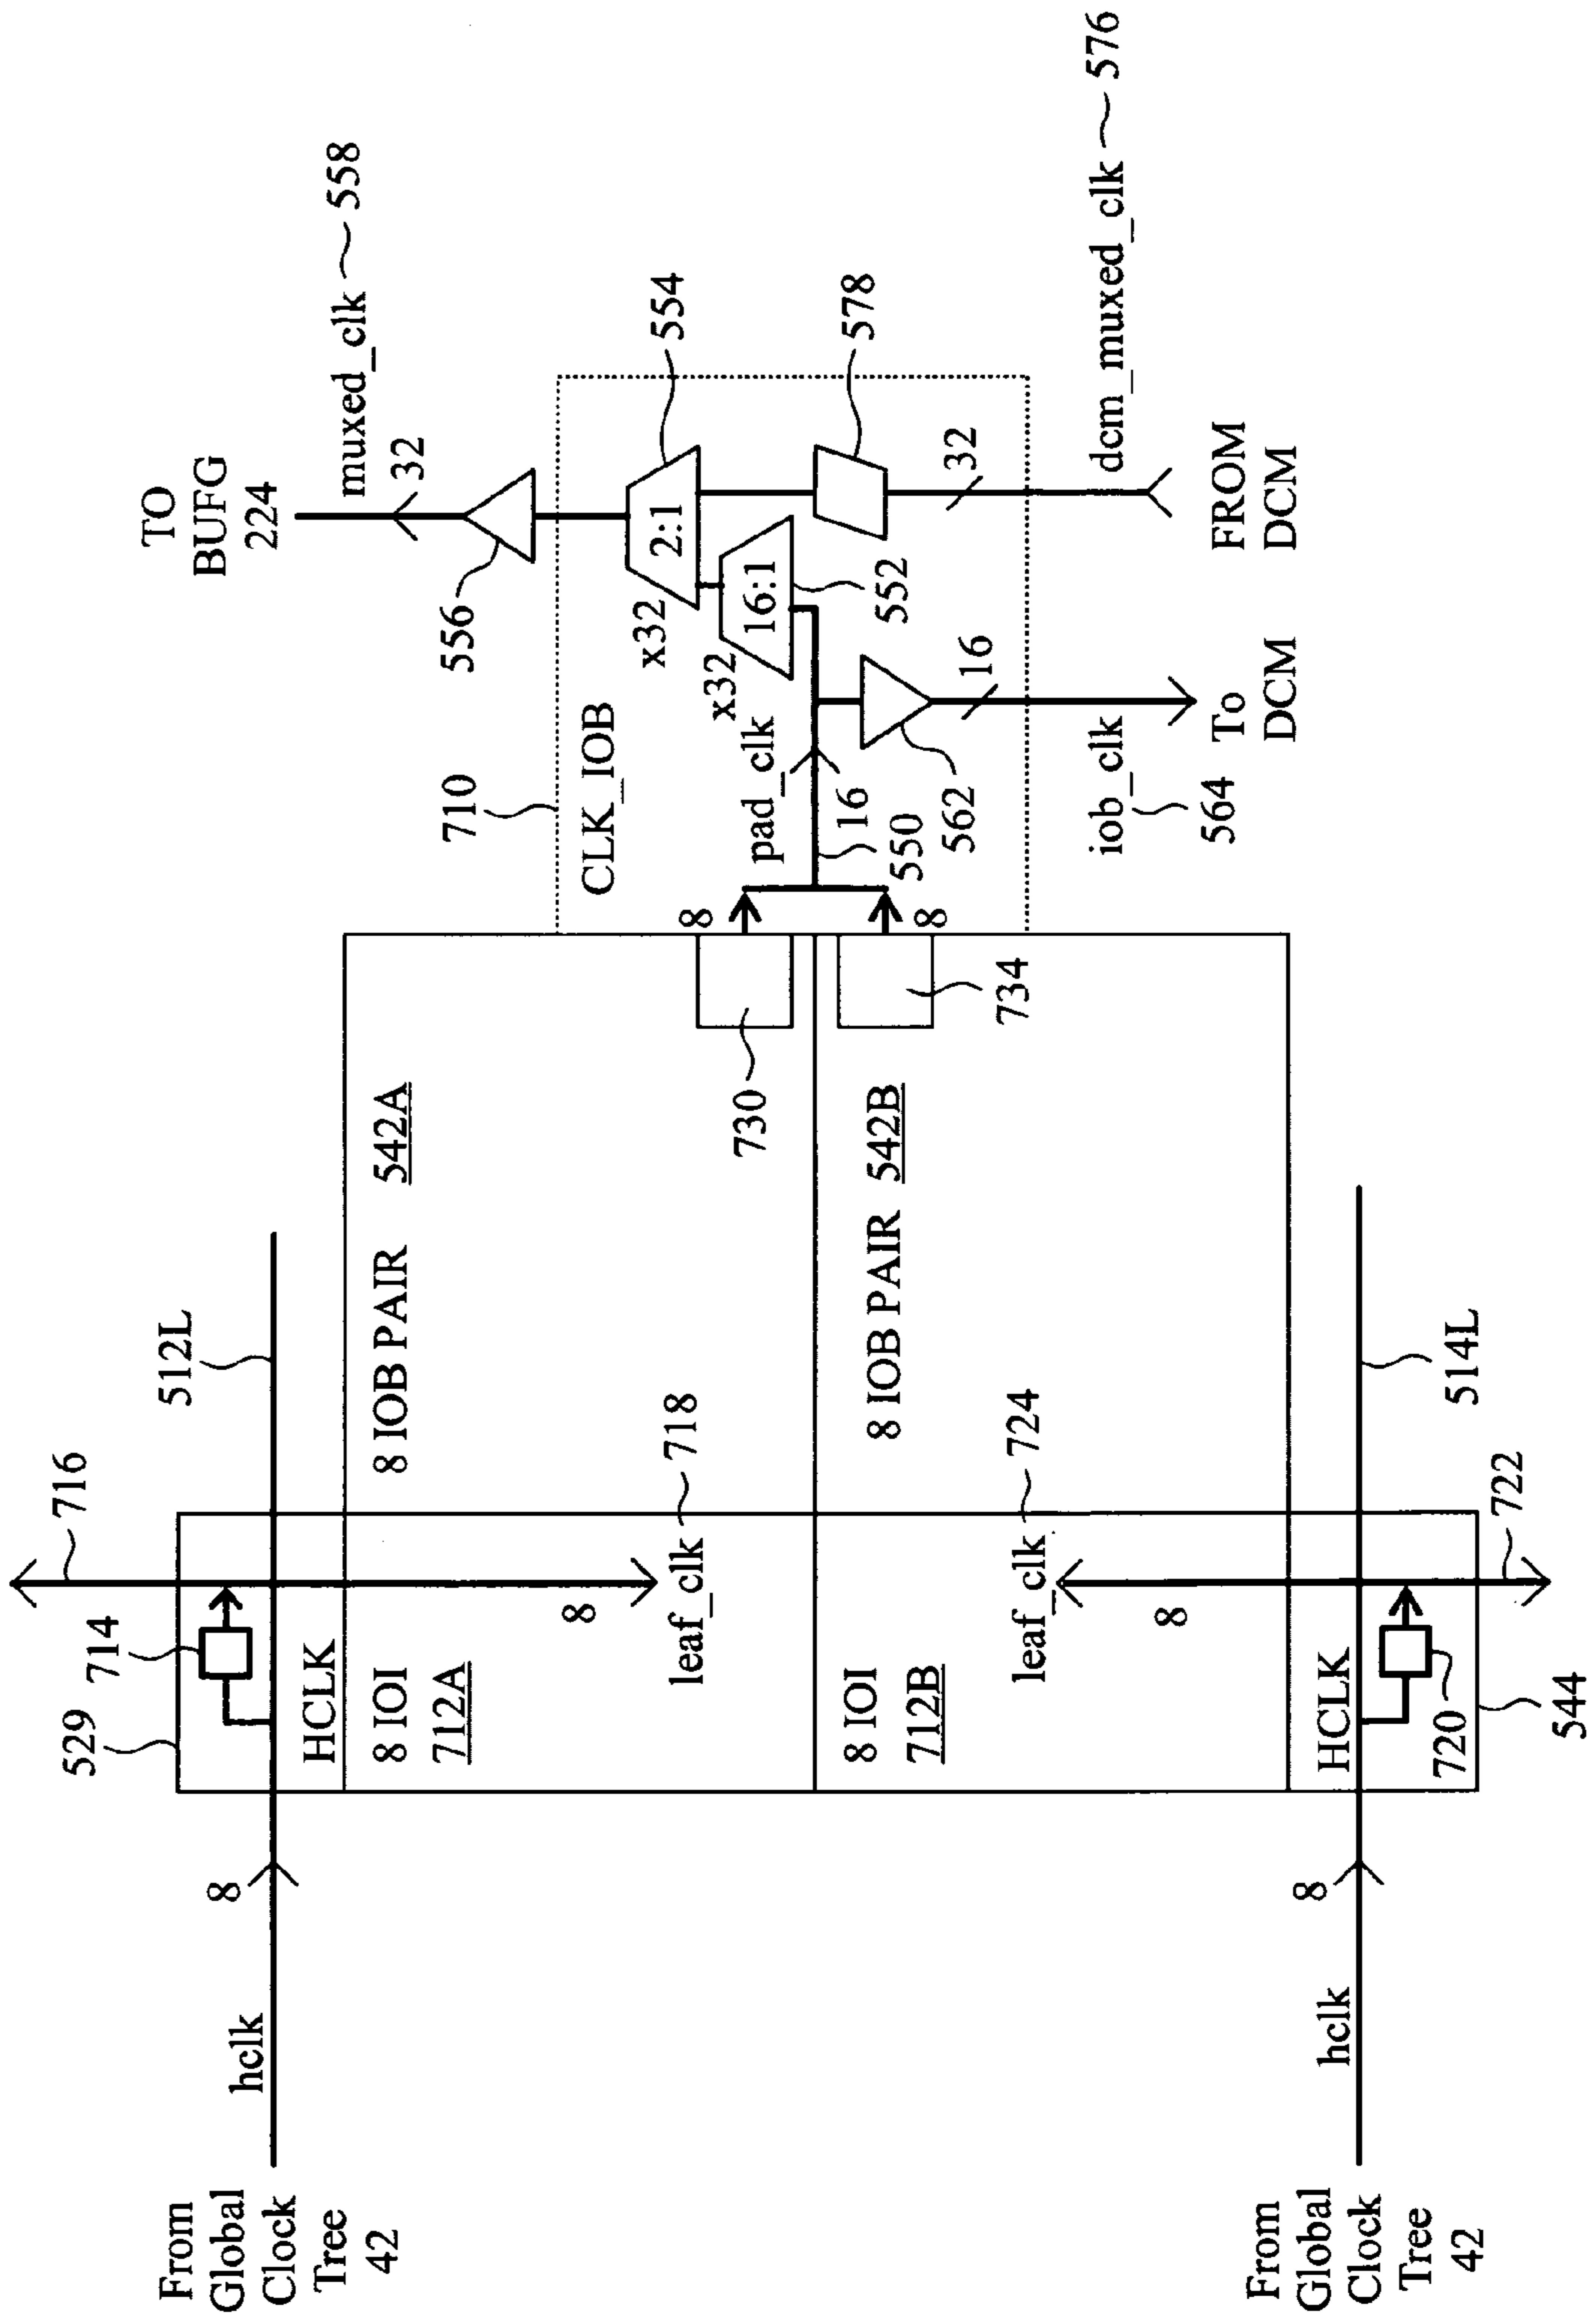 TO
BUFG
224
muxed_clk 558
32
556
554
2:1
x32
16:1
x32
552
578
32
dcm_muxed_clk 576
FROM
DCM
710
CLK_IOB
pad_clk
16
550
562
16
iob_clk
564
To
DCM
8
8
730
734
8 IOB PAIR 542A
8 IOB PAIR 542B
512L
514L
716
714
529
HCLK
8 IOI
712A
8
leaf_clk 718
8 IOI
712B
leaf_clk 724
8
HCLK
720
722
544
8
hclk
From
Global
Clock
Tree
42
8
hclk
From
Global
Clock
Tree
42